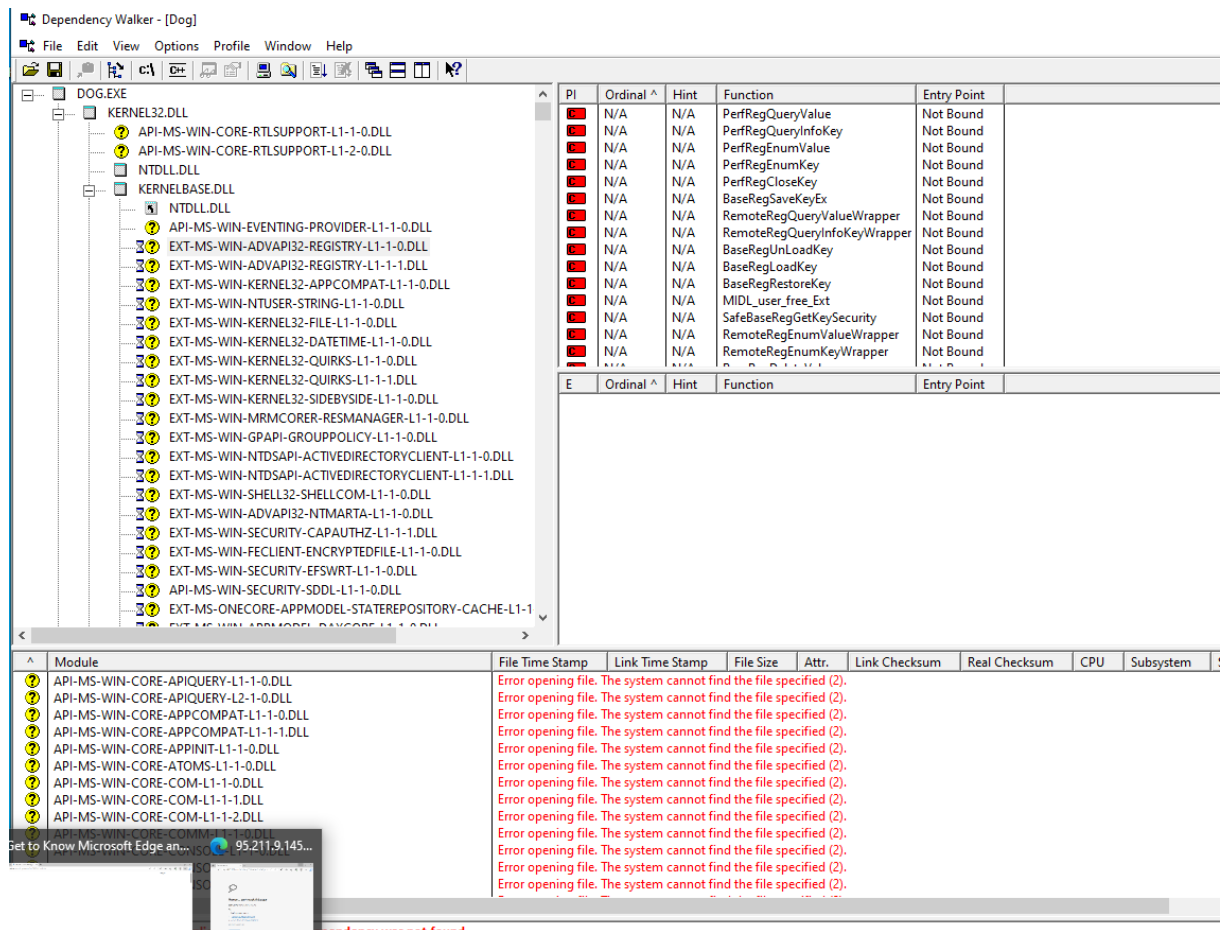 Dependency Walker - [Dog]
File Edit View Options Profile Window Help
c:\ C++
DOG.EXE
KERNEL32.DLL
API-MS-WIN-CORE-RTLSUPPORT-L1-1-0.DLL
API-MS-WIN-CORE-RTLSUPPORT-L1-2-0.DLL
NTDLL.DLL
KERNELBASE.DLL
NTDLL.DLL
API-MS-WIN-EVENTING-PROVIDER-L1-1-0.DLL
EXT-MS-WIN-ADVAPI32-REGISTRY-L1-1-0.DLL
EXT-MS-WIN-ADVAPI32-REGISTRY-L1-1-1.DLL
EXT-MS-WIN-KERNEL32-APPCOMPAT-L1-1-0.DLL
EXT-MS-WIN-NTUSER-STRING-L1-1-0.DLL
EXT-MS-WIN-KERNEL32-FILE-L1-1-0.DLL
EXT-MS-WIN-KERNEL32-DATETIME-L1-1-0.DLL
EXT-MS-WIN-KERNEL32-QUIRKS-L1-1-0.DLL
EXT-MS-WIN-KERNEL32-QUIRKS-L1-1-1.DLL
EXT-MS-WIN-KERNEL32-SIDEBYSIDE-L1-1-0.DLL
EXT-MS-WIN-MRMCORER-RESMANAGER-L1-1-0.DLL
EXT-MS-WIN-GPAPI-GROUPPOLICY-L1-1-0.DLL
EXT-MS-WIN-NTDSAPI-ACTIVEDIRECTORYCLIENT-L1-1-0.DLL
EXT-MS-WIN-NTDSAPI-ACTIVEDIRECTORYCLIENT-L1-1-1.DLL
EXT-MS-WIN-SHELL32-SHELLCOM-L1-1-0.DLL
EXT-MS-WIN-ADVAPI32-NTMARTA-L1-1-0.DLL
EXT-MS-WIN-SECURITY-CAPAUTHZ-L1-1-1.DLL
EXT-MS-WIN-FECLIENT-ENCRYPTEDFILE-L1-1-0.DLL
EXT-MS-WIN-SECURITY-EFSWRT-L1-1-0.DLL
API-MS-WIN-SECURITY-SDDL-L1-1-0.DLL
EXT-MS-ONECORE-APPMODEL-STATEREPOSITORY-CACHE-L1-1
PI Ordinal ^ Hint Function Entry Point
C N/A N/A PerfRegQueryValue Not Bound
C N/A N/A PerfRegQueryInfoKey Not Bound
C N/A N/A PerfRegEnumValue Not Bound
C N/A N/A PerfRegEnumKey Not Bound
C N/A N/A PerfRegCloseKey Not Bound
C N/A N/A BaseRegSaveKeyEx Not Bound
C N/A N/A RemoteRegQueryValueWrapper Not Bound
C N/A N/A RemoteRegQueryInfoKeyWrapper Not Bound
C N/A N/A BaseRegUnLoadKey Not Bound
C N/A N/A BaseRegLoadKey Not Bound
C N/A N/A BaseRegRestoreKey Not Bound
C N/A N/A MIDL_user_free_Ext Not Bound
C N/A N/A SafeBaseRegGetKeySecurity Not Bound
C N/A N/A RemoteRegEnumValueWrapper Not Bound
C N/A N/A RemoteRegEnumKeyWrapper Not Bound
E Ordinal ^ Hint Function Entry Point
^ Module File Time Stamp Link Time Stamp File Size Attr. Link Checksum Real Checksum CPU Subsystem
API-MS-WIN-CORE-APIQUERY-L1-1-0.DLL Error opening file. The system cannot find the file specified (2).
API-MS-WIN-CORE-APIQUERY-L2-1-0.DLL Error opening file. The system cannot find the file specified (2).
API-MS-WIN-CORE-APPCOMPAT-L1-1-0.DLL Error opening file. The system cannot find the file specified (2).
API-MS-WIN-CORE-APPCOMPAT-L1-1-1.DLL Error opening file. The system cannot find the file specified (2).
API-MS-WIN-CORE-APPINIT-L1-1-0.DLL Error opening file. The system cannot find the file specified (2).
API-MS-WIN-CORE-ATOMS-L1-1-0.DLL Error opening file. The system cannot find the file specified (2).
API-MS-WIN-CORE-COM-L1-1-0.DLL Error opening file. The system cannot find the file specified (2).
API-MS-WIN-CORE-COM-L1-1-1.DLL Error opening file. The system cannot find the file specified (2).
API-MS-WIN-CORE-COM-L1-1-2.DLL Error opening file. The system cannot find the file specified (2).
API-MS-WIN-CORE-COMM-L1-1-0.DLL Error opening file. The system cannot find the file specified (2).
Get to Know Microsoft Edge an... 95.211.9.145... Error opening file. The system cannot find the file specified (2).
Error opening file. The system cannot find the file specified (2).
Error opening file. The system cannot find the file specified (2).
was not found